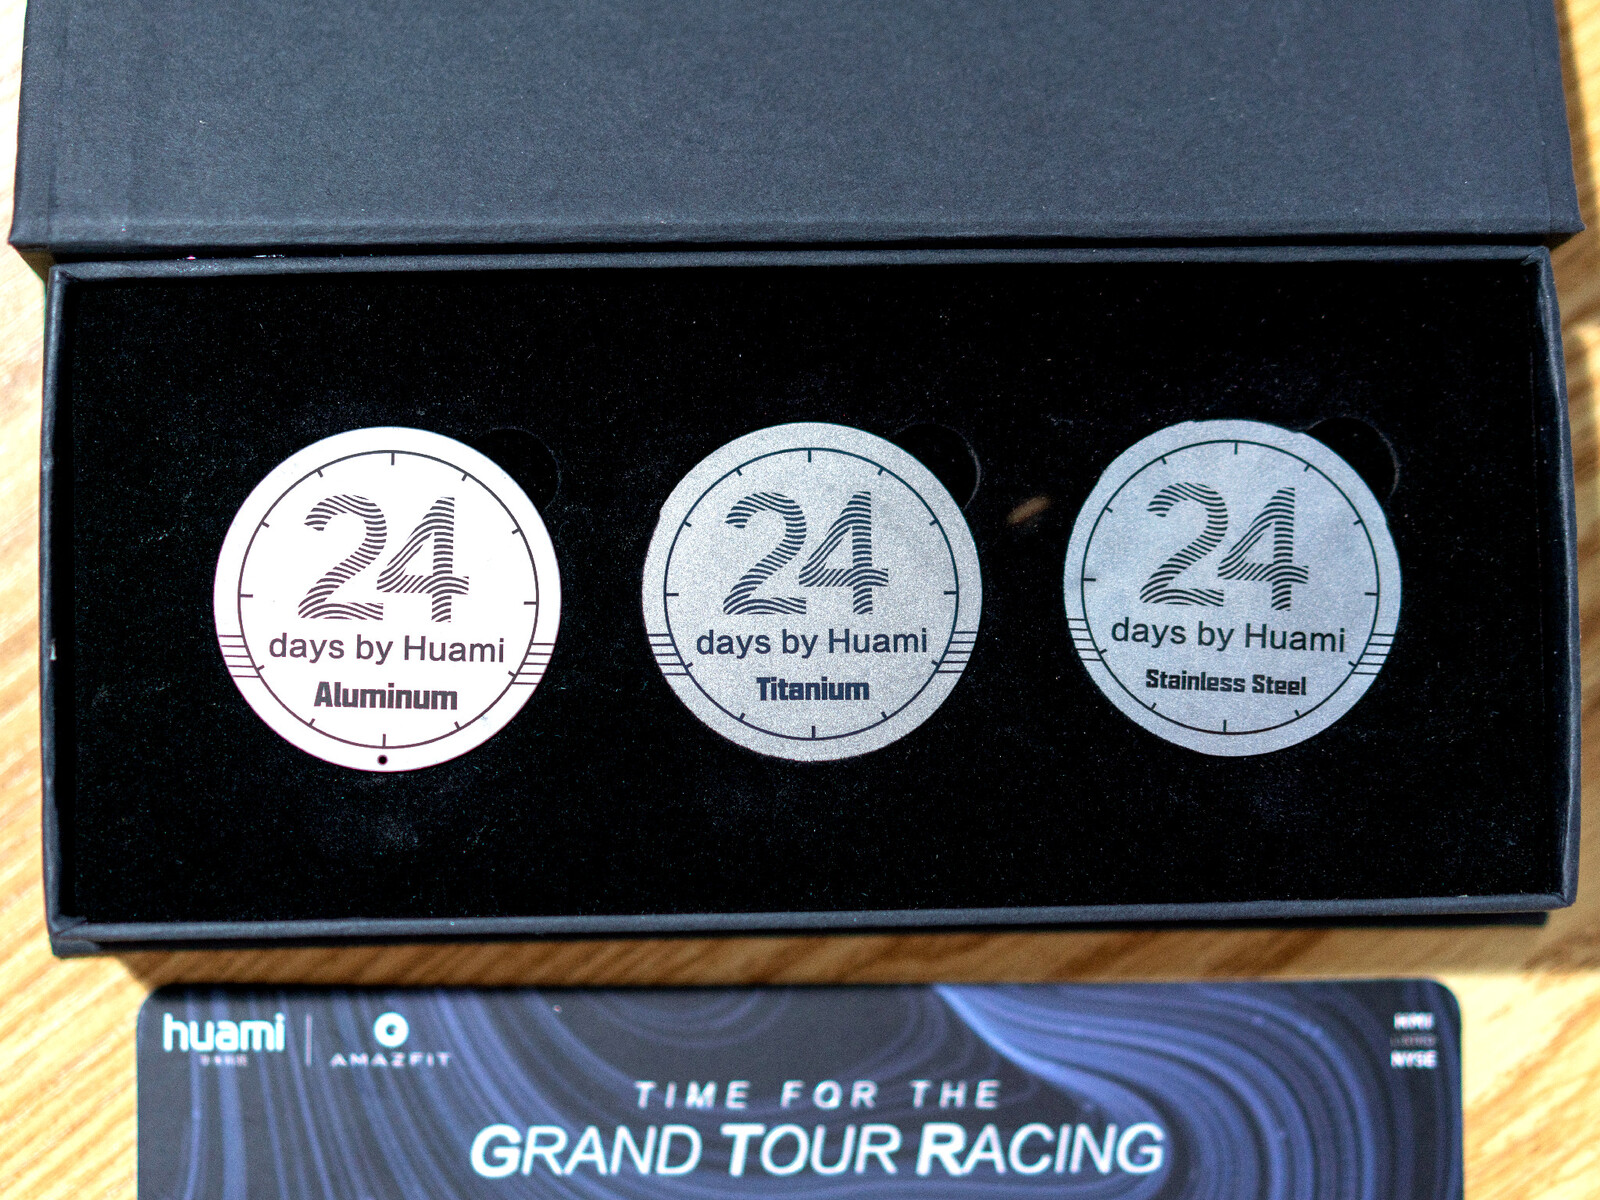 24
days by Huami
Aluminum
24
days by Huami
Titanium
24
days by Huami
Stainless Steel
huami
AMAZFIT
NYSE
TIME FOR THE
GRAND TOUR RACING